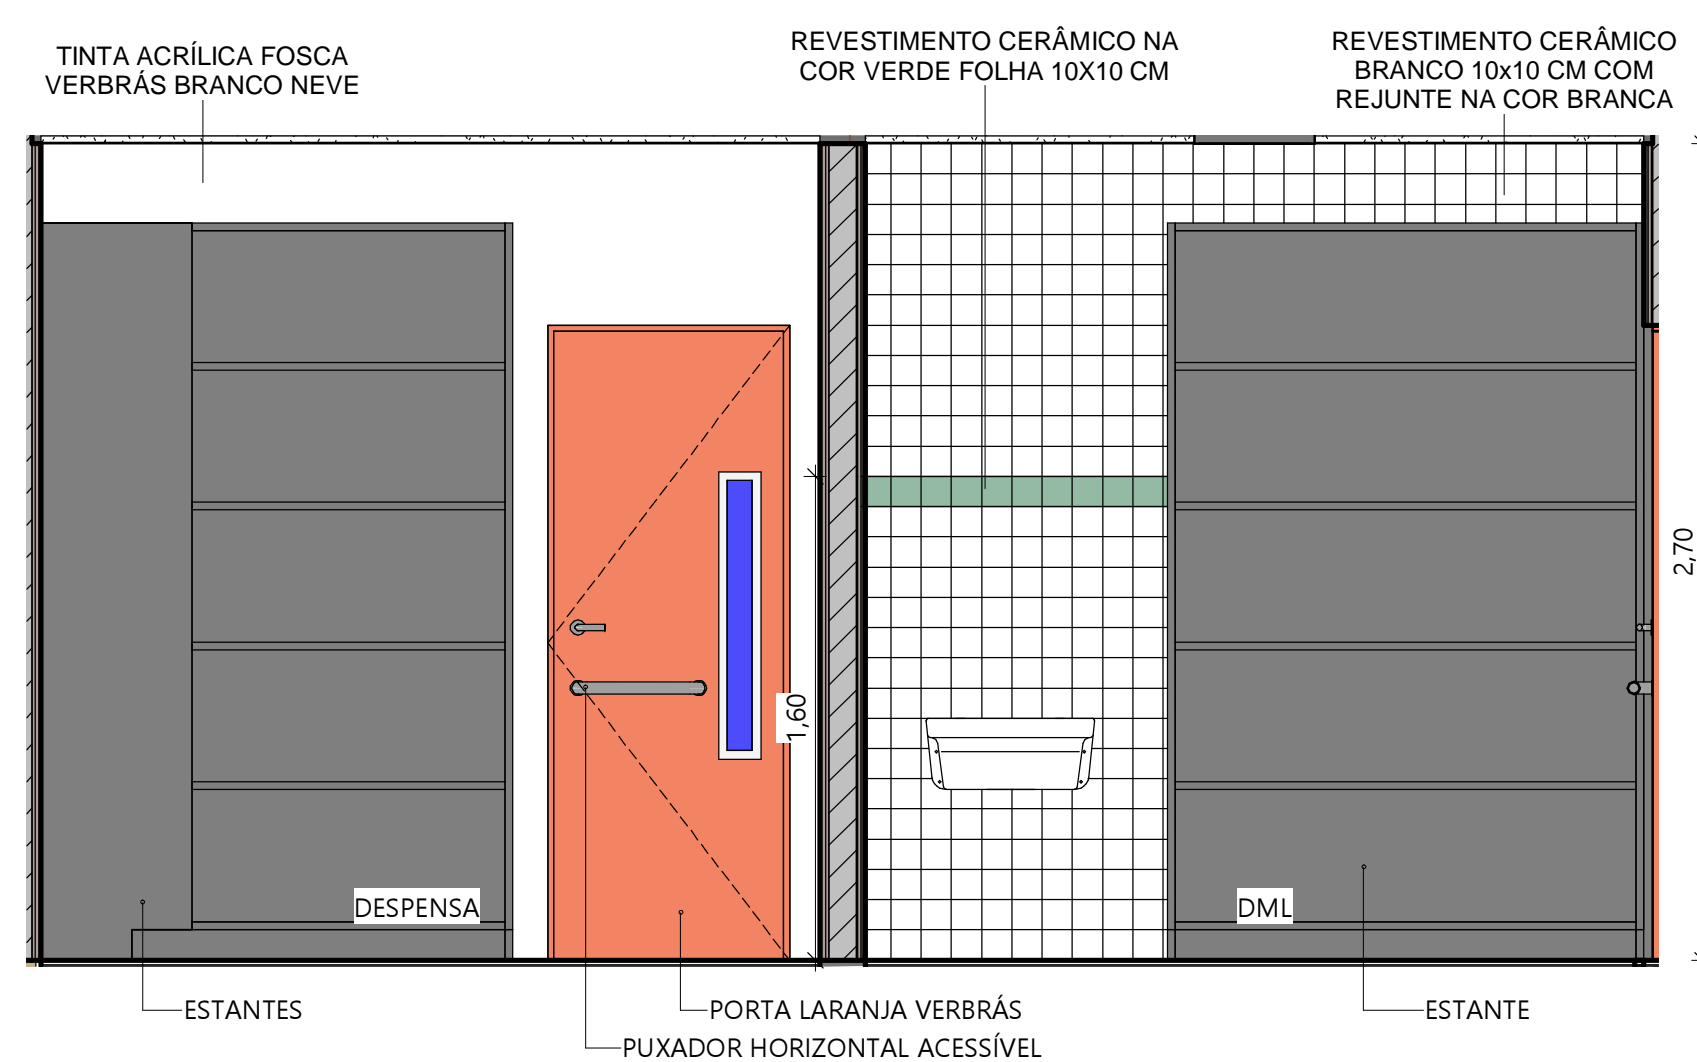 TINTA ACRÍLICA FOSCA
VERBRÁS BRANCO NEVE
REVESTIMENTO CERÂMICO NA
COR VERDE FOLHA 10X10 CM
REVESTIMENTO CERÂMICO
BRANCO 10x10 CM COM
REJUNTE NA COR BRANCA
2,70
1,60
DESPENSA
DML
ESTANTES
PORTA LARANJA VERBRÁS
ESTANTE
PUXADOR HORIZONTAL ACESSÍVEL